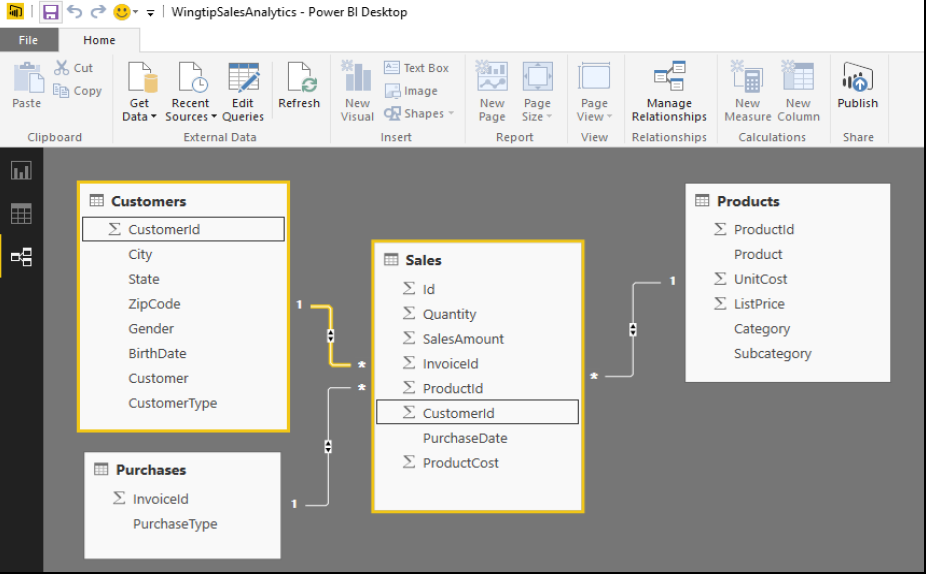 WingtipSalesAnalytics - Power BI Desktop
File Home
Paste
Cut
Copy
Clipboard
Get Data
Recent Sources
Edit Queries
External Data
Refresh
New Visual
Text Box
Image
Shapes
Insert
New Page
Page Size
Report
Page View
View
Manage Relationships
Relationships
New Measure
New Column
Calculations
Publish
Share
Customers
Σ CustomerId
City
State
ZipCode
Gender
BirthDate
Customer
CustomerType
Purchases
Σ InvoiceId
PurchaseType
1
*
*
1
Sales
Σ Id
Σ Quantity
Σ SalesAmount
Σ InvoiceId
Σ ProductId
Σ CustomerId
PurchaseDate
Σ ProductCost
1
*
Products
Σ ProductId
Product
Σ UnitCost
Σ ListPrice
Category
Subcategory